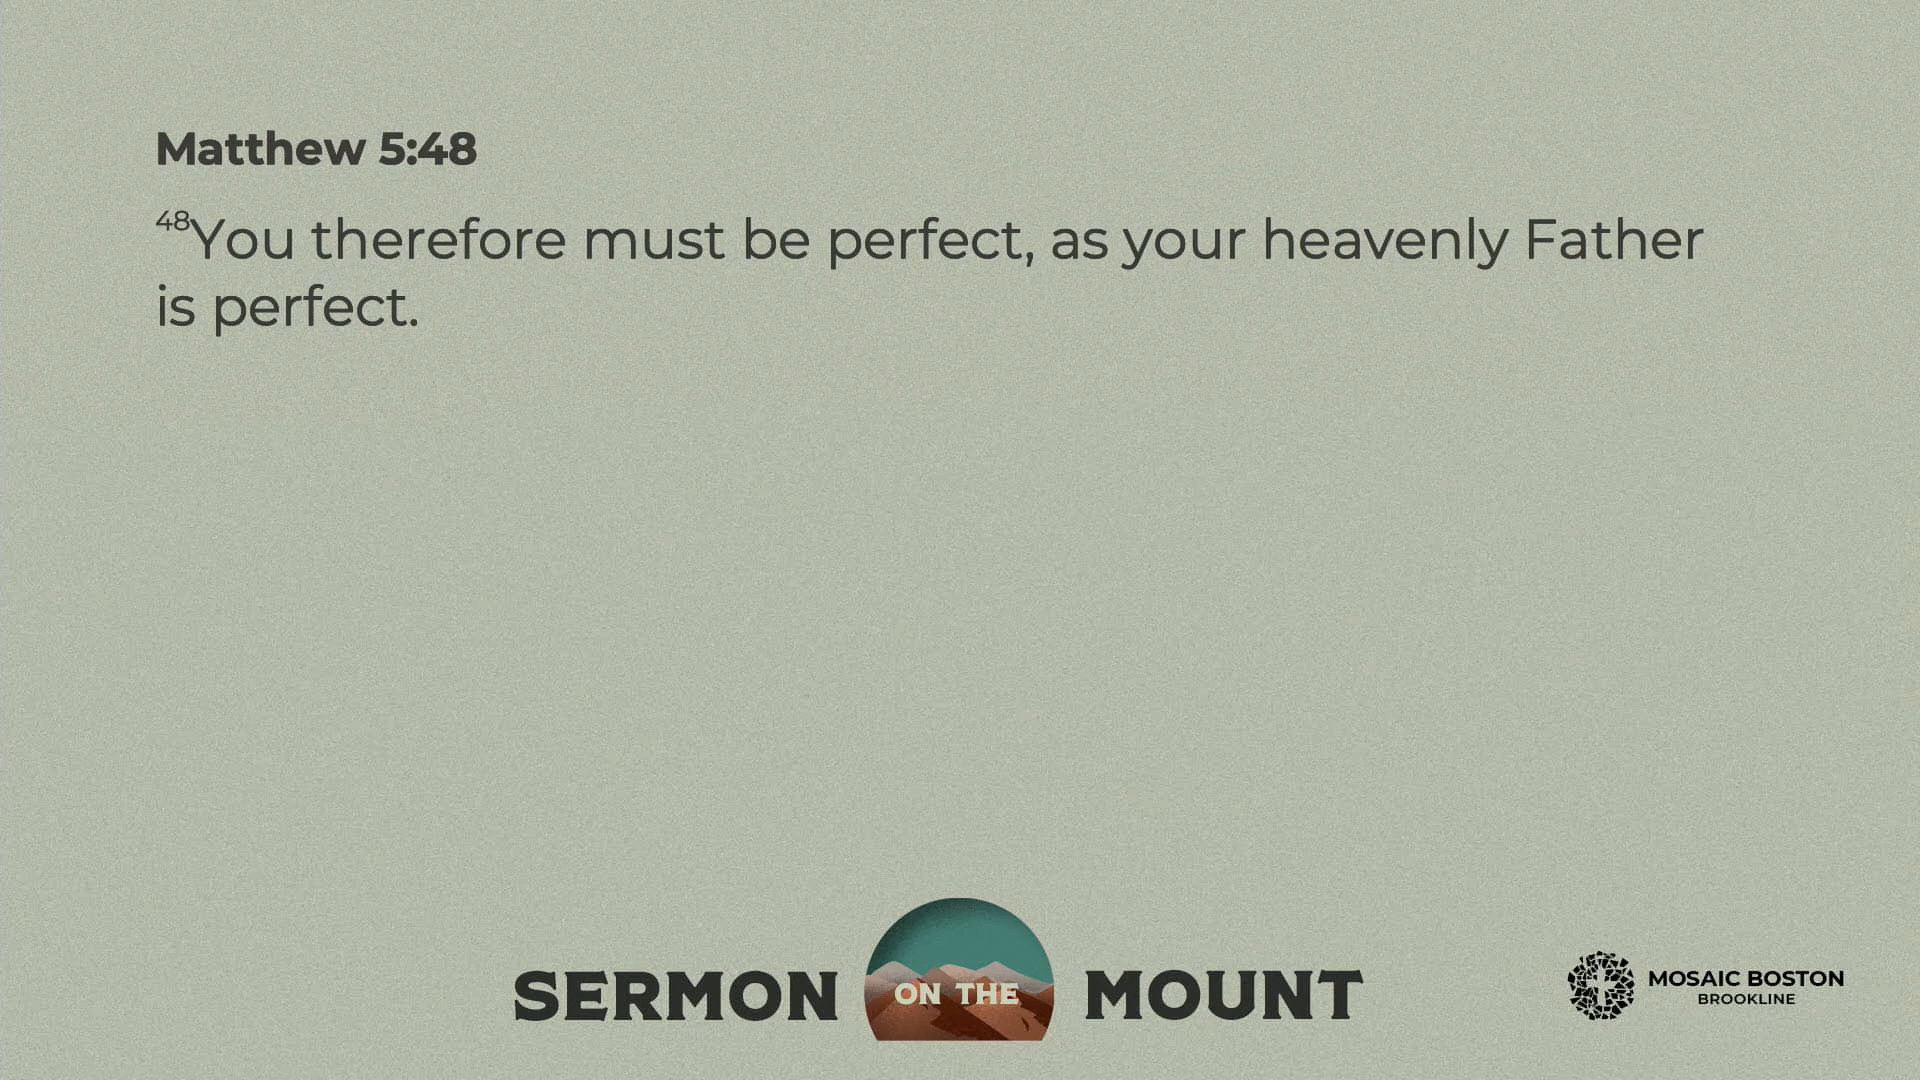 Matthew 5:48
48You therefore must be perfect, as your heavenly Father
is perfect.
SERMON ON THE MOUNT
MOSAIC BOSTON
BROOKLINE